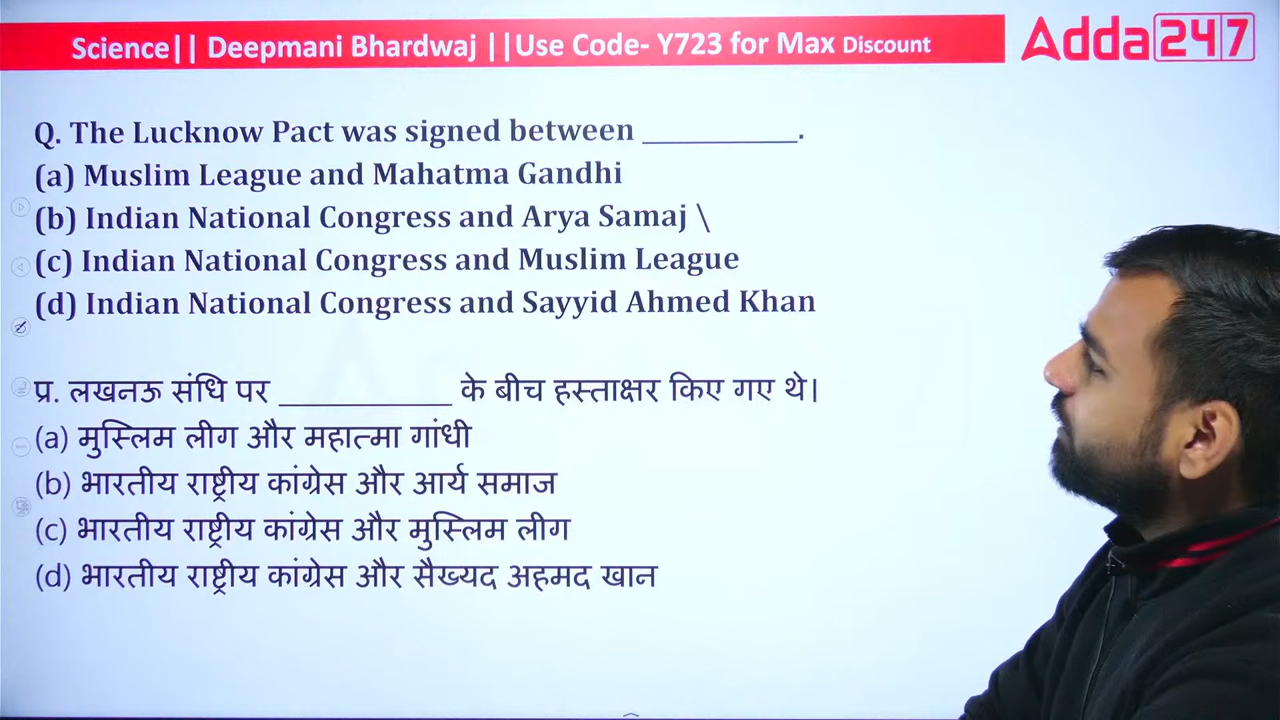 Science|| Deepmani Bhardwaj ||Use Code- Y723 for Max Discount
Adda247
Q. The Lucknow Pact was signed between __________.
(a) Muslim League and Mahatma Gandhi
(b) Indian National Congress and Arya Samaj \
(c) Indian National Congress and Muslim League
(d) Indian National Congress and Sayyid Ahmed Khan
प्र. लखनऊ संधि पर __________ के बीच हस्ताक्षर किए गए थे।
(a) मुस्लिम लीग और महात्मा गांधी
(b) भारतीय राष्ट्रीय कांग्रेस और आर्य समाज
(c) भारतीय राष्ट्रीय कांग्रेस और मुस्लिम लीग
(d) भारतीय राष्ट्रीय कांग्रेस और सैय्यद अहमद खान